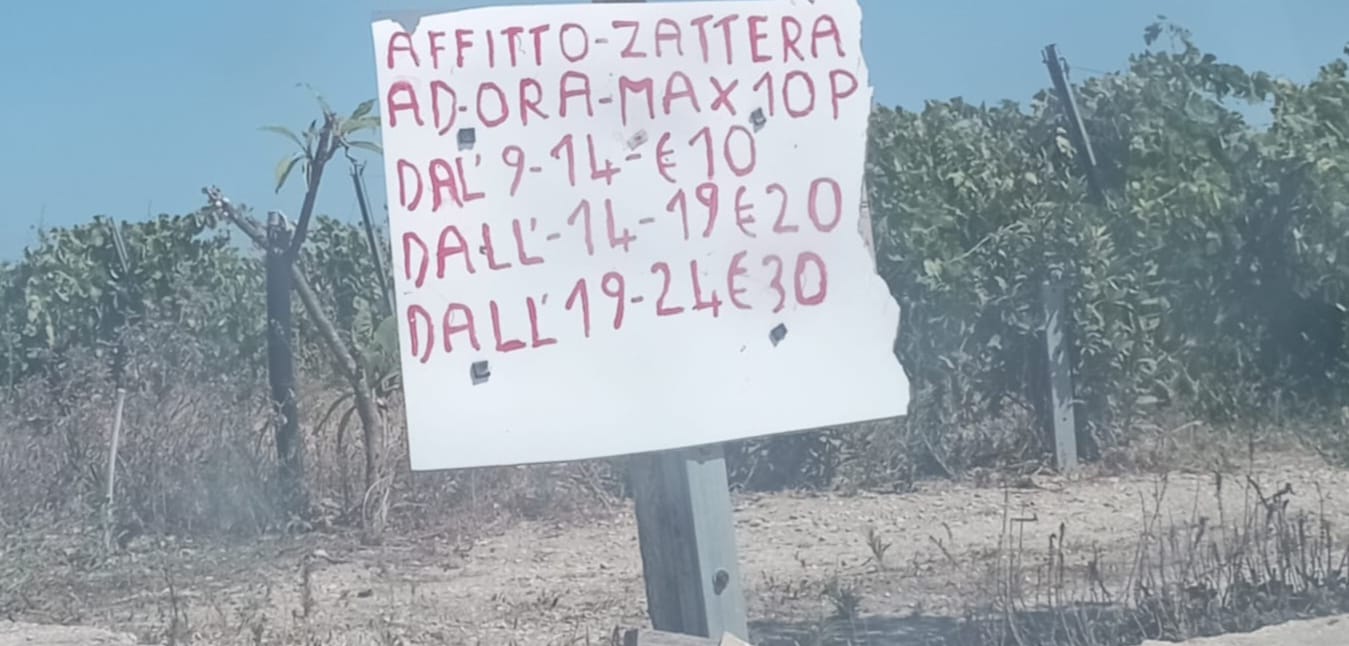 AFFITTO-ZATTERA
AD-ORA-MAX10P
DAL' 9-14-€10
DALL'-14-19€20
DALL'19-24€30